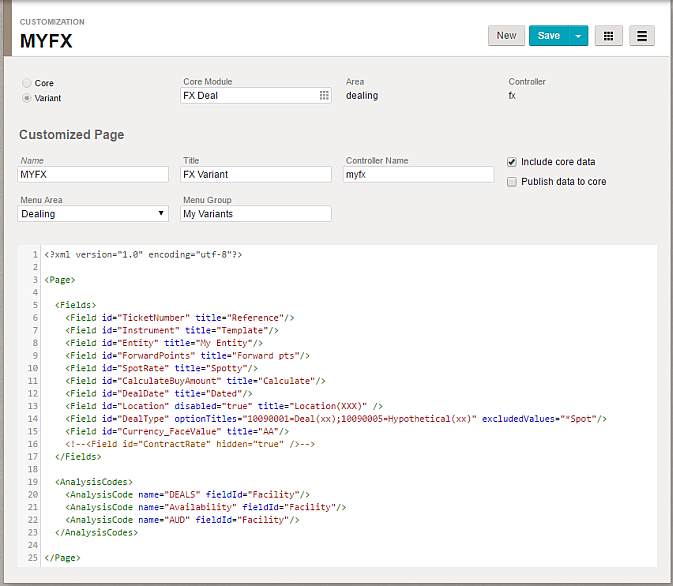 CUSTOMIZATION
MYFX
New
Save
Core
Variant
Core Module
FX Deal
Area
dealing
Controller
fx
Customized Page
Name
MYFX
Title
FX Variant
Controller Name
myfx
Include core data
Publish data to core
Menu Area
Dealing
Menu Group
My Variants
1 <?xml version="1.0" encoding="utf-8"?>
2
3 <Page>
4
5 <Fields>
6 <Field id="TicketNumber" title="Reference"/>
7 <Field id="Instrument" title="Template"/>
8 <Field id="Entity" title="My Entity"/>
9 <Field id="ForwardPoints" title="Forward pts"/>
10 <Field id="SpotRate" title="Spotty"/>
11 <Field id="CalculateBuyAmount" title="Calculate"/>
12 <Field id="DealDate" title="Dated"/>
13 <Field id="Location" disabled="true" title="Location(XXX)" />
14 <Field id="DealType" optionTitles="10090001=Deal(xx);10090005=Hypothetical(xx)" excludedValues="*Spot"/>
15 <Field id="Currency_FaceValue" title="AA"/>
16 <!--<Field id="ContractRate" hidden="true" />-->
17 </Fields>
18
19 <AnalysisCodes>
20 <AnalysisCode name="DEALS" fieldId="Facility"/>
21 <AnalysisCode name="Availability" fieldId="Facility"/>
22 <AnalysisCode name="AUD" fieldId="Facility"/>
23 </AnalysisCodes>
24
25 </Page>